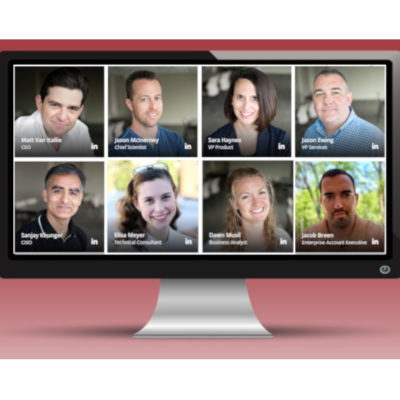 Matt Van Itallie
CEO
in
Jason McInerney
Chief Scientist
in
Sara Haynes
VP Product
in
Jason Ewing
VP Services
in
Sanjay Khunger
CISO
in
Elisa Meyer
Technical Consultant
in
Dawn Musil
Business Analyst
in
Jacob Breen
Enterprise Account Executive
in